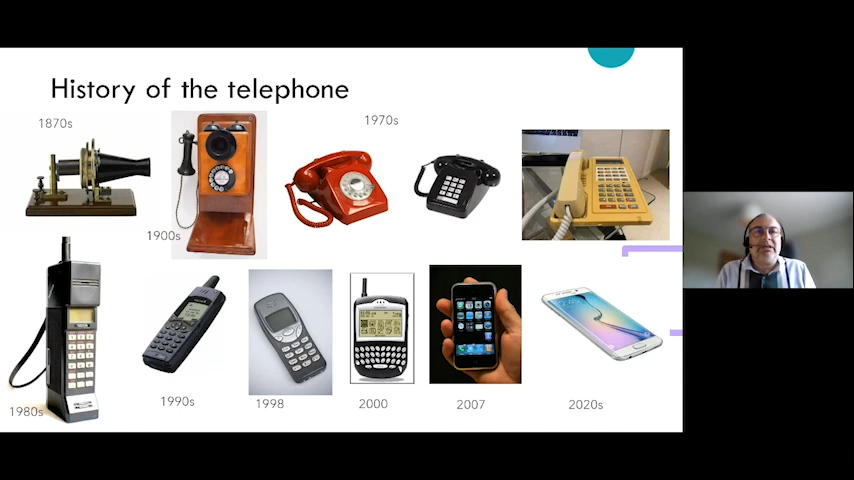 History of the telephone
1870s
1970s
1900s
1980s
1990s
1998
2000
2007
2020s